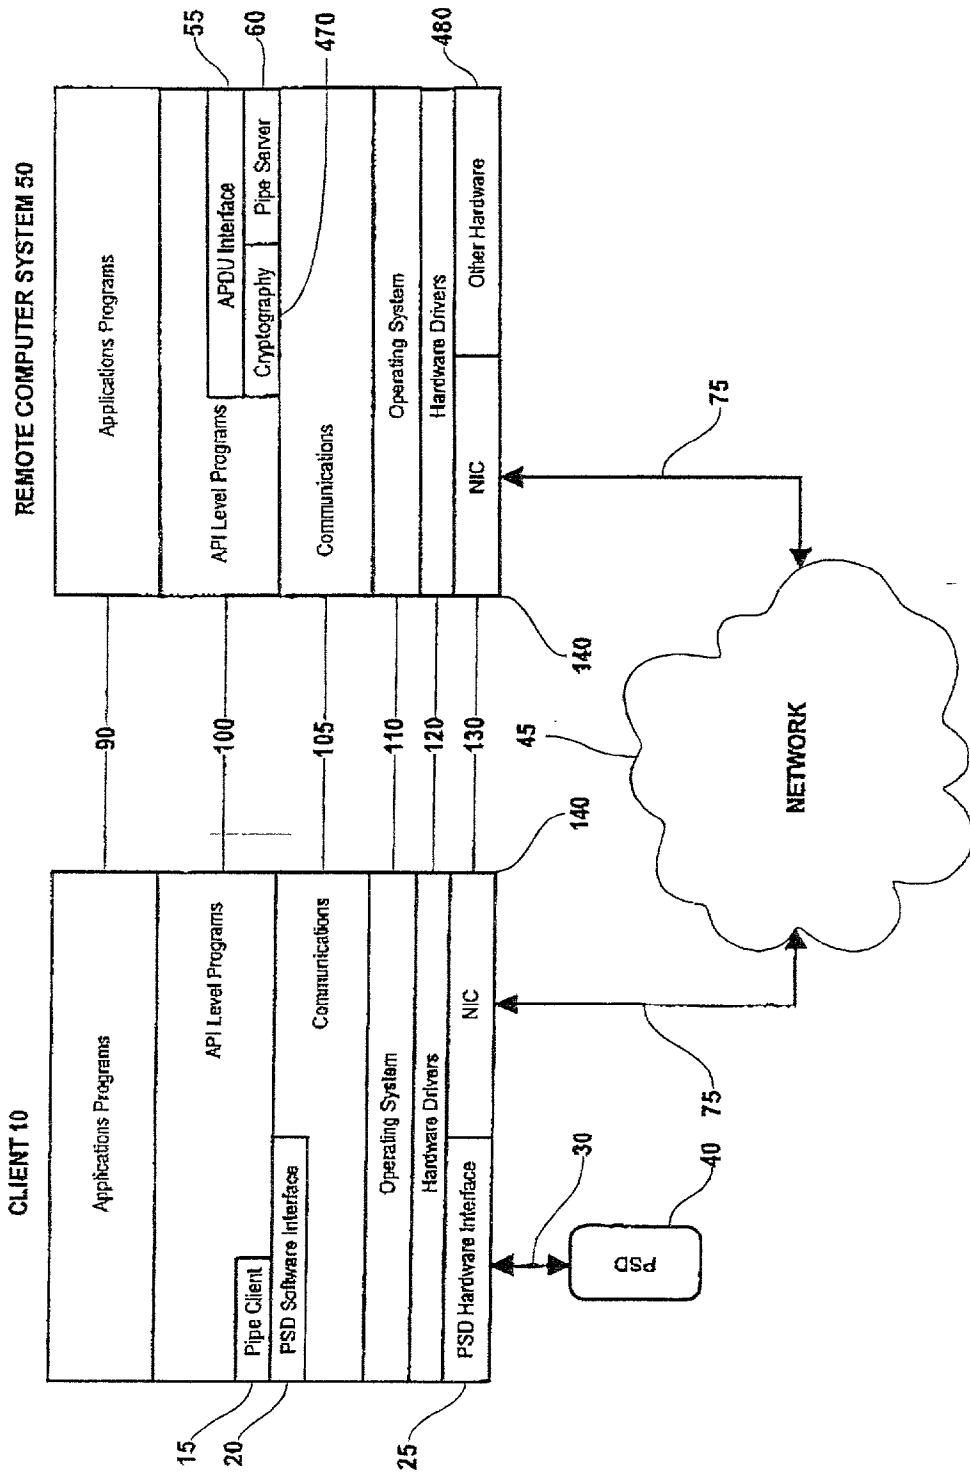 CLIENT 10
Applications Programs
API Level Programs
Pipe Client
PSD Software Interface
Communications
Operating System
Hardware Drivers
PSD Hardware Interface
NIC
15
20
25
30
40
PSD
75
140
90
100
105
110
120
130
45
NETWORK
REMOTE COMPUTER SYSTEM 50
Applications Programs
API Level Programs
APDU Interface
Cryptography
Pipe Server
Communications
Operating System
Hardware Drivers
NIC
Other Hardware
55
60
470
480
140
75